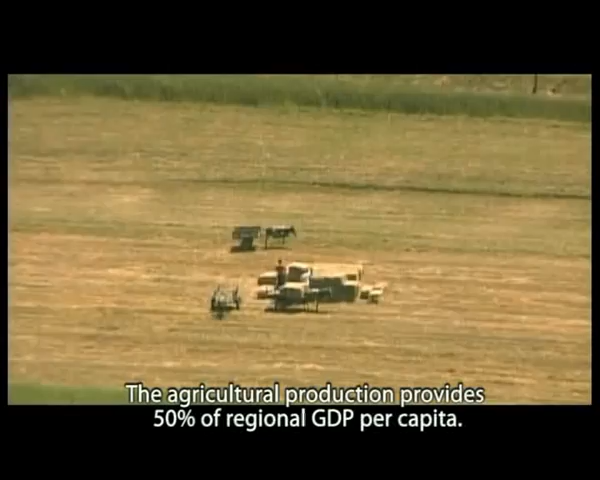 The agricultural production provides
50% of regional GDP per capita.